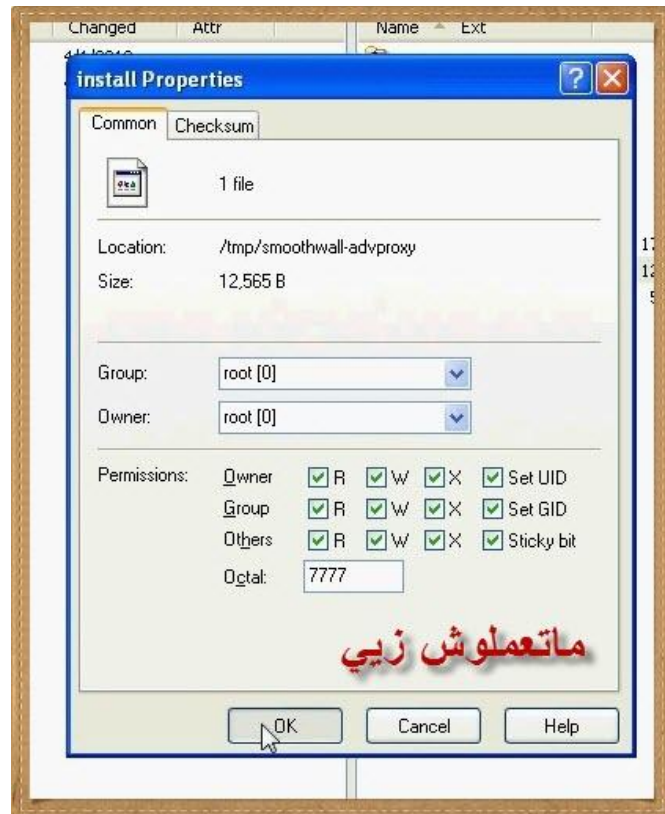 Changed Attr Name Ext
install Properties
Common Checksum
1 file
Location: /tmp/smoothwall-advproxy
Size: 12,565 B
Group: root [0]
Owner: root [0]
Permissions: Owner R W X Set UID
Group R W X Set GID
Others R W X Sticky bit
Octal: 7777
ماتعملوش زيي
OK Cancel Help